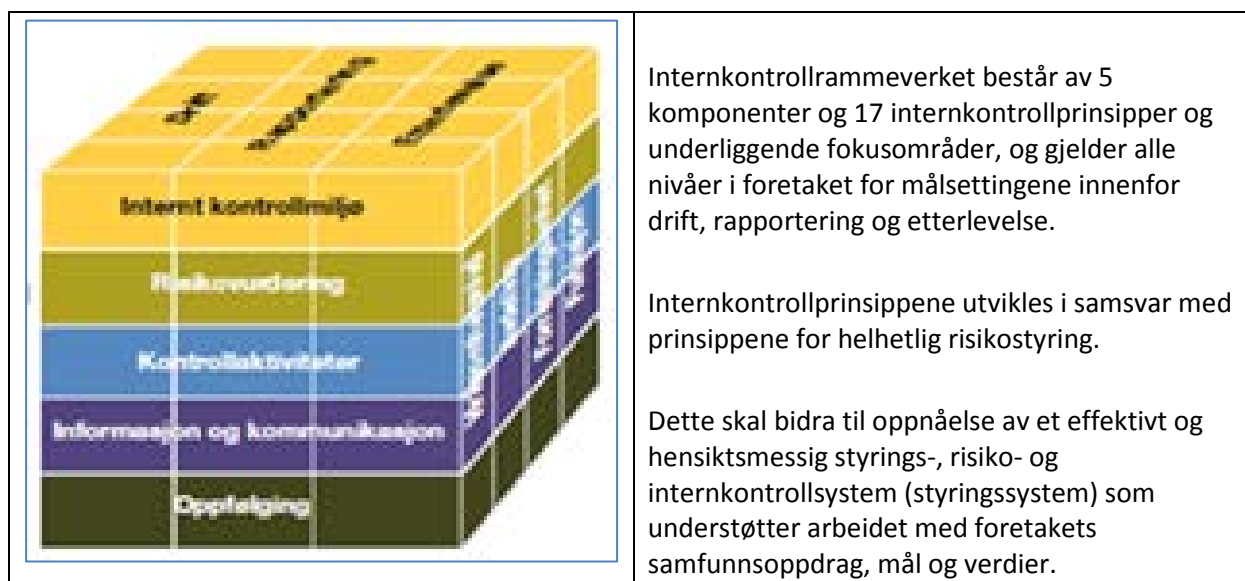 Internt kontrollmiljø
Risikovurdering
Kontrollaktiviteter
Informasjon og kommunikasjon
Oppfølging
Internkontrollrammeverket består av 5
komponenter og 17 internkontrollprinsipper og
underliggende fokusområder, og gjelder alle
nivåer i foretaket for målsettingene innenfor
drift, rapportering og etterlevelse.
Internkontrollprinsippene utvikles i samsvar med
prinsippene for helhetlig risikostyring.
Dette skal bidra til oppnåelse av et effektivt og
hensiktsmessig styrings-, risiko- og
internkontrollsystem (styringssystem) som
understøtter arbeidet med foretakets
samfunnsoppdrag, mål og verdier.